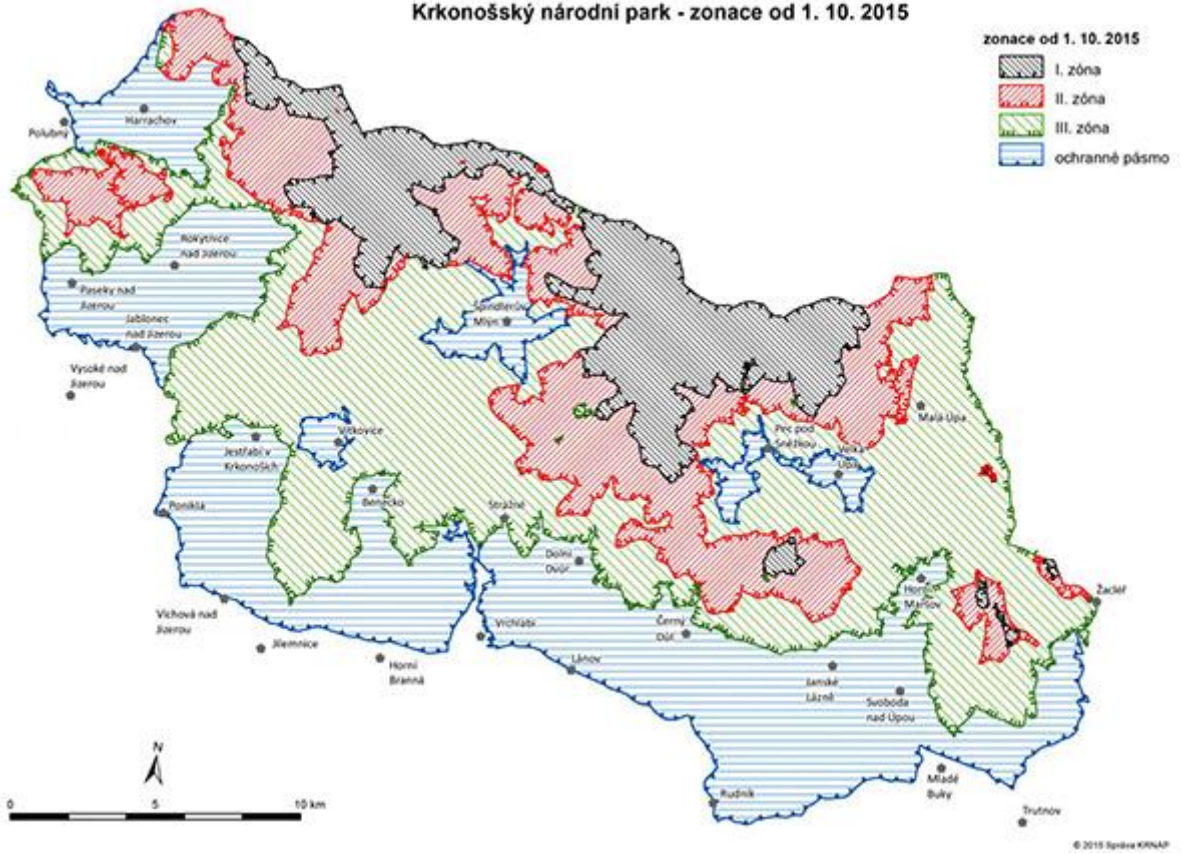 Krkonošský národní park - zonace od 1. 10. 2015
zonace od 1. 10. 2015
I. zóna
II. zóna
III. zóna
ochranné pásmo
Harrachov
Polubný
Rokytnice
nad Jizerou
Paseky nad
Jizerou
Jablonec
nad Jizerou
Vysoké nad
Jizerou
Špindlerův
Mlýn
Malá Úpa
Pec pod
Sněžkou
Velká
Úpa
Vítkovice
Jestřabí v
Krkonoších
Benecko
Poniklá
Strážné
Dolní
Dvůr
Horní
Maršov
Žacléř
Víchová nad
Jizerou
Jilemnice
Horní
Branná
Vrchlabí
Lánov
Černý
Důl
Janské
Lázně
Svoboda
nad Úpou
Mladé
Buky
Rudník
Trutnov
N
0 5 10 km
© 2015 Správa KRNAP